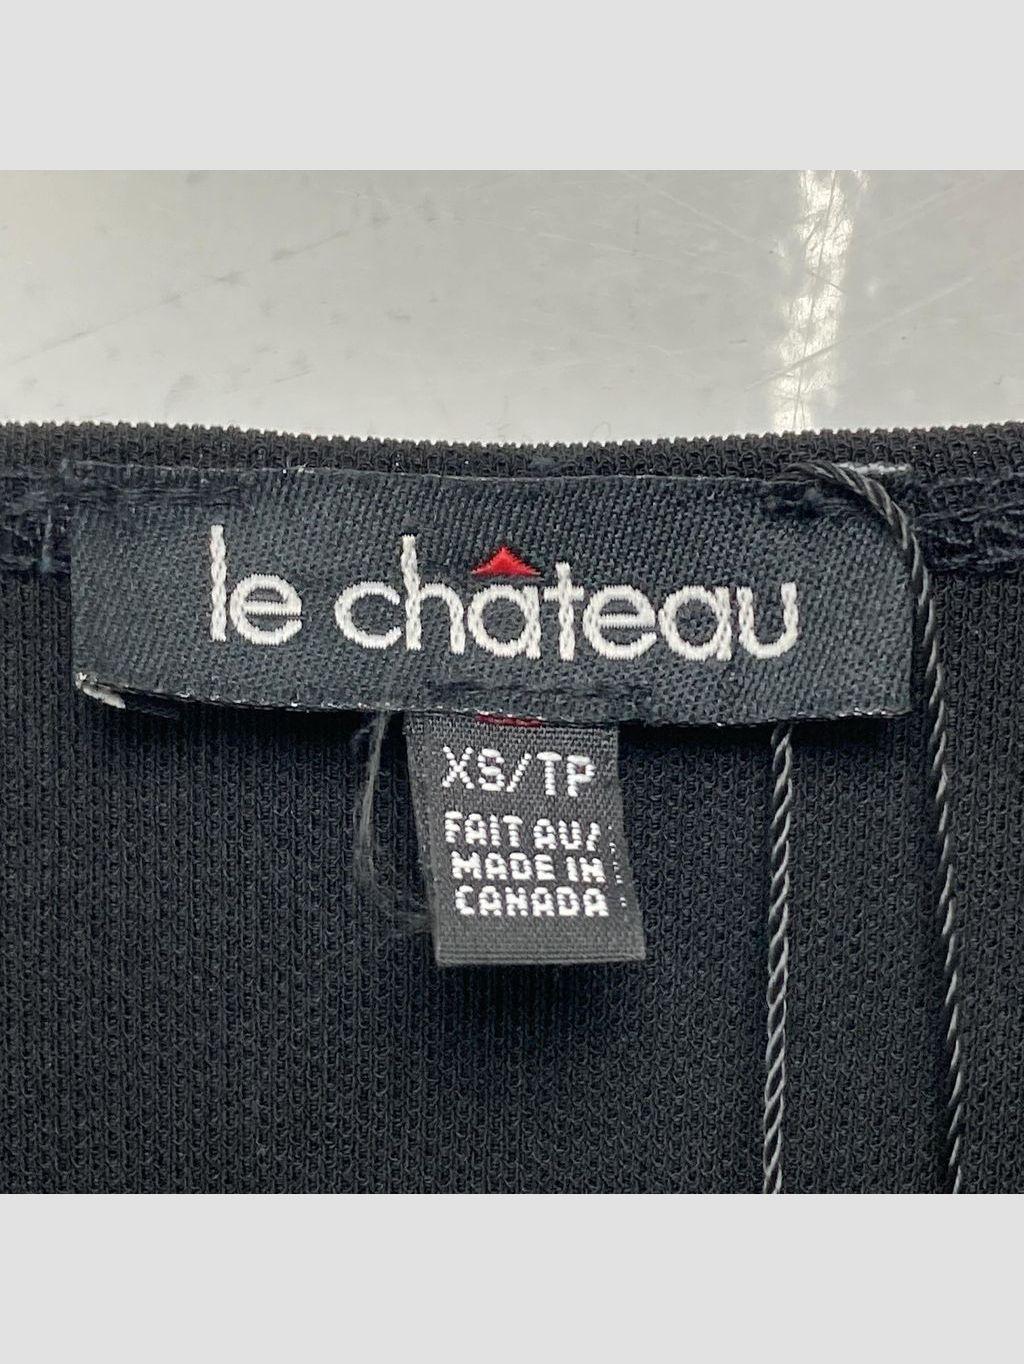 le château
XS/TP
FAIT AU/
MADE IN
CANADA